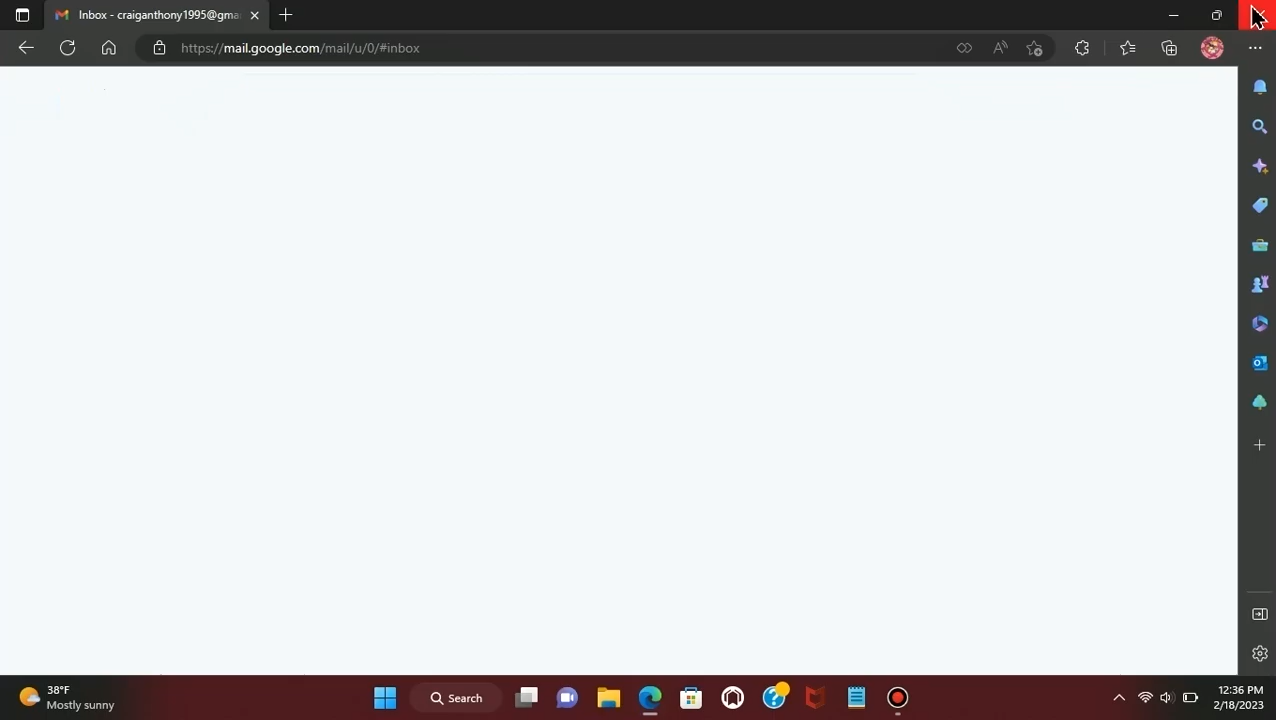 Inbox - craiganthony1995@gma
https://mail.google.com/mail/u/0/#inbox
38°F
Mostly sunny
Search
12:36 PM
2/18/2023